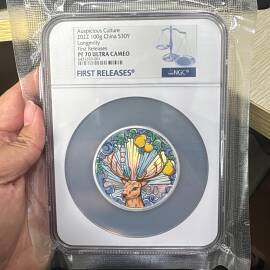 Auspicious Culture
2022 100g China S30Y
Longevity
First Releases
PF 70 ULTRA CAMEO
FIRST RELEASES®
NGC®